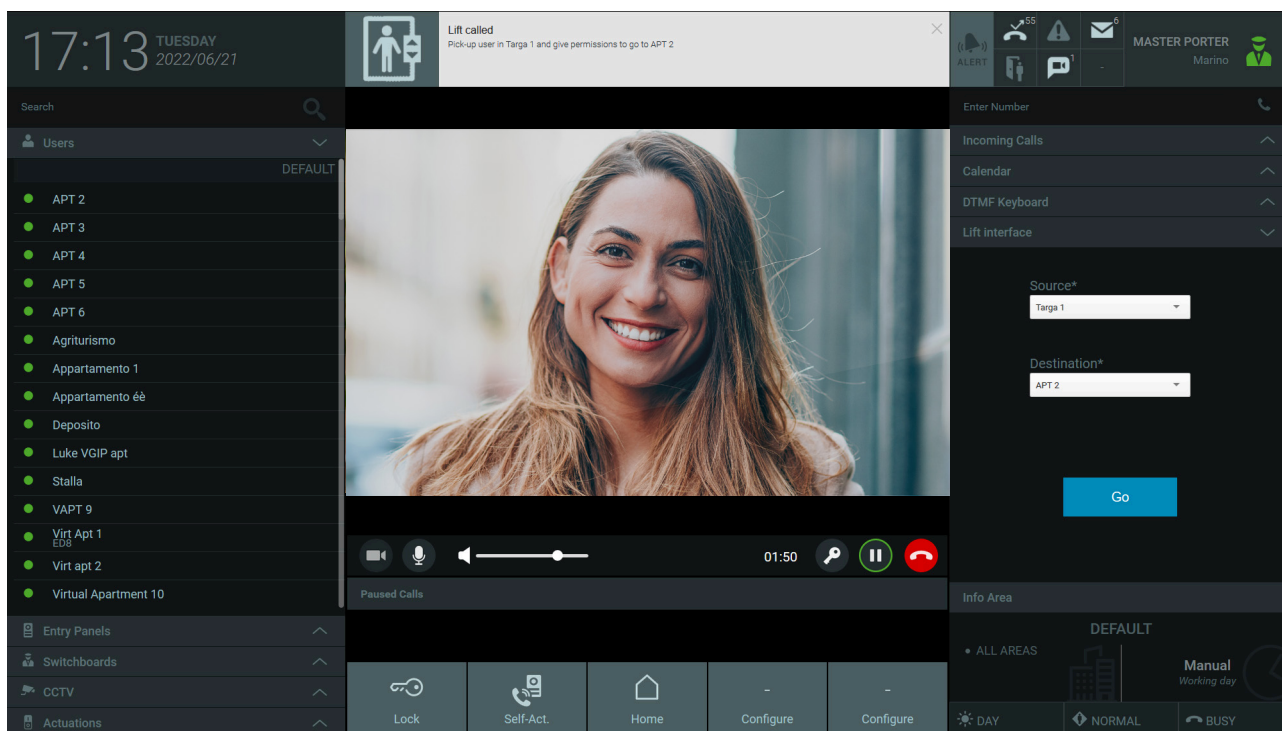 17:13
TUESDAY
2022/06/21
Lift called
Pick-up user in Targa 1 and give permissions to go to APT 2
ALERT
55
6
1
-
MASTER PORTER
Marino
Search
Users
DEFAULT
APT 2
APT 3
APT 4
APT 5
APT 6
Agriturismo
Appartamento 1
Appartamento éè
Deposito
Luke VGIP apt
Stalla
VAPT 9
Virt Apt 1
ED8
Virt apt 2
Virtual Apartment 10
Entry Panels
Switchboards
CCTV
Actuations
01:50
Paused Calls
Lock
Self-Act.
Home
-
Configure
-
Configure
Enter Number
Incoming Calls
Calendar
DTMF Keyboard
Lift interface
Source*
Targa 1
Destination*
APT 2
Go
Info Area
DEFAULT
• ALL AREAS
Manual
Working day
DAY
NORMAL
BUSY